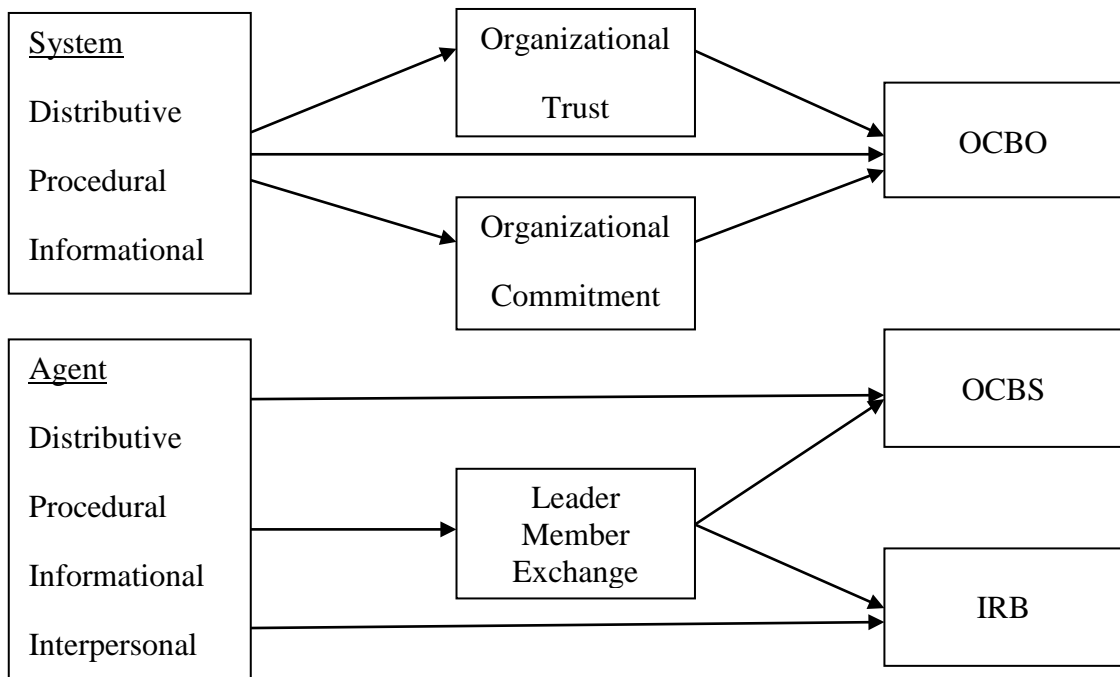 System
Distributive
Procedural
Informational
Organizational
Trust
Organizational
Commitment
OCBO
Agent
Distributive
Procedural
Informational
Interpersonal
Leader
Member
Exchange
OCBS
IRB